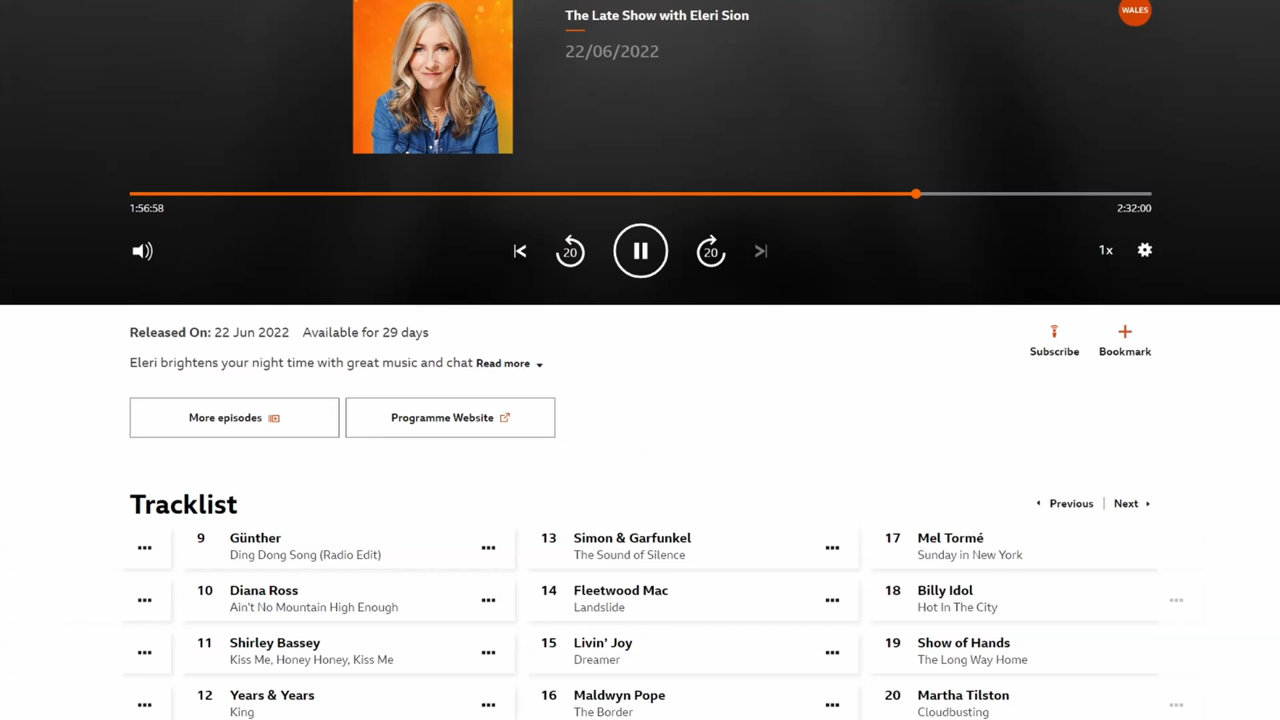 The Late Show with Eleri Sion
WALES
22/06/2022
1:56:58
2:32:00
20
20
1x
Released On: 22 Jun 2022 Available for 29 days
Eleri brightens your night time with great music and chat Read more
Subscribe
Bookmark
More episodes
Programme Website
Tracklist
Previous
Next
9 Günther
Ding Dong Song (Radio Edit)
10 Diana Ross
Ain't No Mountain High Enough
11 Shirley Bassey
Kiss Me, Honey Honey, Kiss Me
12 Years & Years
King
13 Simon & Garfunkel
The Sound of Silence
14 Fleetwood Mac
Landslide
15 Livin' Joy
Dreamer
16 Maldwyn Pope
The Border
17 Mel Tormé
Sunday in New York
18 Billy Idol
Hot In The City
19 Show of Hands
The Long Way Home
20 Martha Tilston
Cloudbusting